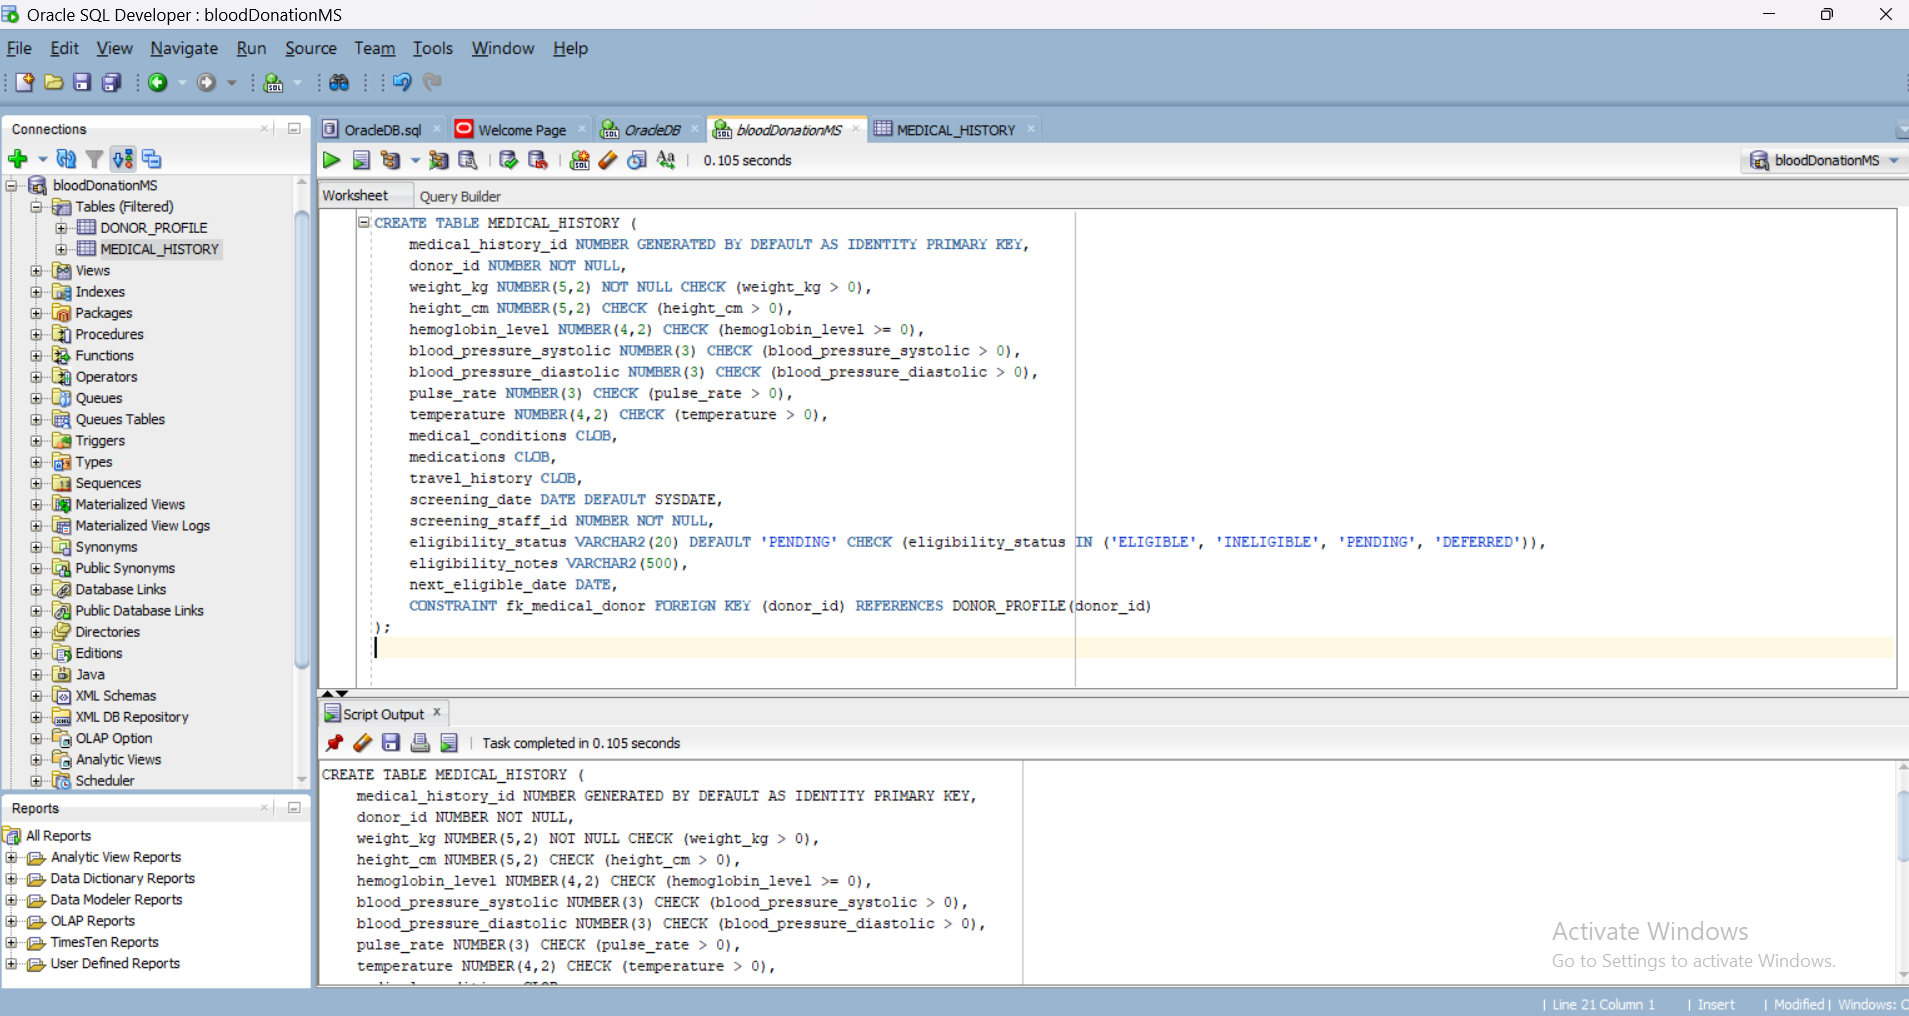 Oracle SQL Developer : bloodDonationMS
File Edit View Navigate Run Source Team Tools Window Help
Connections
bloodDonationMS
Tables (Filtered)
DONOR_PROFILE
MEDICAL_HISTORY
Views
Indexes
Packages
Procedures
Functions
Operators
Queues
Queues Tables
Triggers
Types
Sequences
Materialized Views
Materialized View Logs
Synonyms
Public Synonyms
Database Links
Public Database Links
Directories
Editions
Java
XML Schemas
XML DB Repository
OLAP Option
Analytic Views
Scheduler
Reports
All Reports
Analytic View Reports
Data Dictionary Reports
Data Modeler Reports
OLAP Reports
TimesTen Reports
User Defined Reports
OracleDB.sql Welcome Page OracleDB bloodDonationMS MEDICAL_HISTORY
0.105 seconds bloodDonationMS
Worksheet Query Builder
CREATE TABLE MEDICAL_HISTORY (
medical_history_id NUMBER GENERATED BY DEFAULT AS IDENTITY PRIMARY KEY,
donor_id NUMBER NOT NULL,
weight_kg NUMBER(5,2) NOT NULL CHECK (weight_kg > 0),
height_cm NUMBER(5,2) CHECK (height_cm > 0),
hemoglobin_level NUMBER(4,2) CHECK (hemoglobin_level >= 0),
blood_pressure_systolic NUMBER(3) CHECK (blood_pressure_systolic > 0),
blood_pressure_diastolic NUMBER(3) CHECK (blood_pressure_diastolic > 0),
pulse_rate NUMBER(3) CHECK (pulse_rate > 0),
temperature NUMBER(4,2) CHECK (temperature > 0),
medical_conditions CLOB,
medications CLOB,
travel_history CLOB,
screening_date DATE DEFAULT SYSDATE,
screening_staff_id NUMBER NOT NULL,
eligibility_status VARCHAR2(20) DEFAULT 'PENDING' CHECK (eligibility_status IN ('ELIGIBLE', 'INELIGIBLE', 'PENDING', 'DEFERRED')),
eligibility_notes VARCHAR2(500),
next_eligible_date DATE,
CONSTRAINT fk_medical_donor FOREIGN KEY (donor_id) REFERENCES DONOR_PROFILE(donor_id)
);
Script Output
Task completed in 0.105 seconds
CREATE TABLE MEDICAL_HISTORY (
medical_history_id NUMBER GENERATED BY DEFAULT AS IDENTITY PRIMARY KEY,
donor_id NUMBER NOT NULL,
weight_kg NUMBER(5,2) NOT NULL CHECK (weight_kg > 0),
height_cm NUMBER(5,2) CHECK (height_cm > 0),
hemoglobin_level NUMBER(4,2) CHECK (hemoglobin_level >= 0),
blood_pressure_systolic NUMBER(3) CHECK (blood_pressure_systolic > 0),
blood_pressure_diastolic NUMBER(3) CHECK (blood_pressure_diastolic > 0),
pulse_rate NUMBER(3) CHECK (pulse_rate > 0),
temperature NUMBER(4,2) CHECK (temperature > 0),
Activate Windows
Go to Settings to activate Windows.
Line 21 Column 1 | Insert | Modified | Windows: C